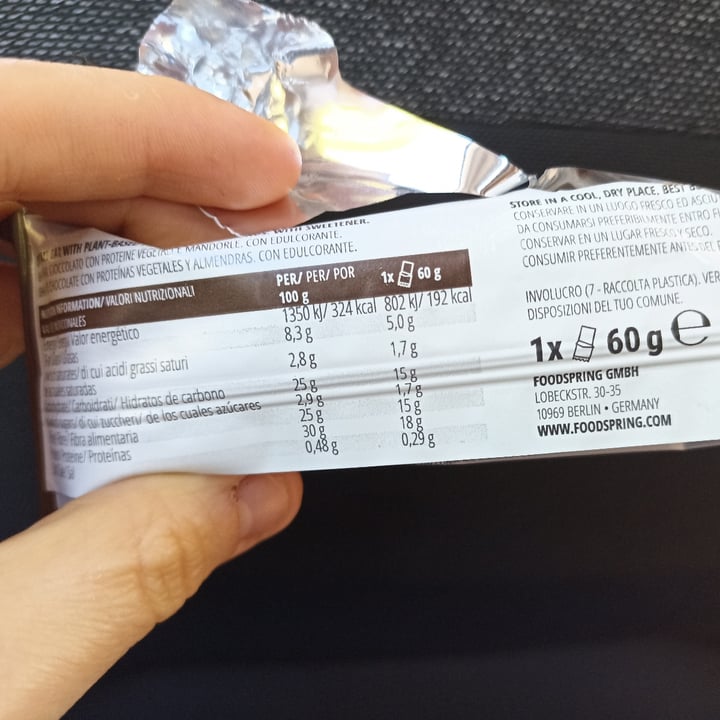 WITH SWEETENER.
WITH PLANT-BASED
CIOCCOLATO CON PROTEINE VEGETALI E MANDORLE. CON EDULCORANTE.
CHOCOLATE CON PROTEÍNAS VEGETALES Y ALMENDRAS. CON EDULCORANTE.
INFORMATION/ VALORI NUTRIZIONALI PER/ PER/ POR 100 g 1x 60 g
Valor energético 1350 kJ/ 324 kcal 802 kJ/ 192 kcal
8,3 g 5,0 g
di cui acidi grassi saturi 2,8 g 1,7 g
saturadas
Carboidrati/ Hidratos de carbono 25 g 15 g
di cui zuccheri/ de los cuales azúcares 2,9 g 1,7 g
Fibra alimentaria 25 g 15 g
Proteine/ Proteínas 30 g 18 g
0,48 g 0,29 g
STORE IN A COOL, DRY PLACE. BEST
CONSERVARE IN UN LUOGO FRESCO ED
DA CONSUMARSI PREFERIBILMENTE ENTRO
CONSERVAR EN UN LUGAR FRESCO Y SECO.
CONSUMIR PREFERENTEMENTE ANTES DEL
INVOLUCRO (7 - RACCOLTA PLASTICA).
DISPOSIZIONI DEL TUO COMUNE.
1x 60 g e
FOODSPRING GMBH
LOBECKSTR. 30-35
10969 BERLIN • GERMANY
WWW.FOODSPRING.COM